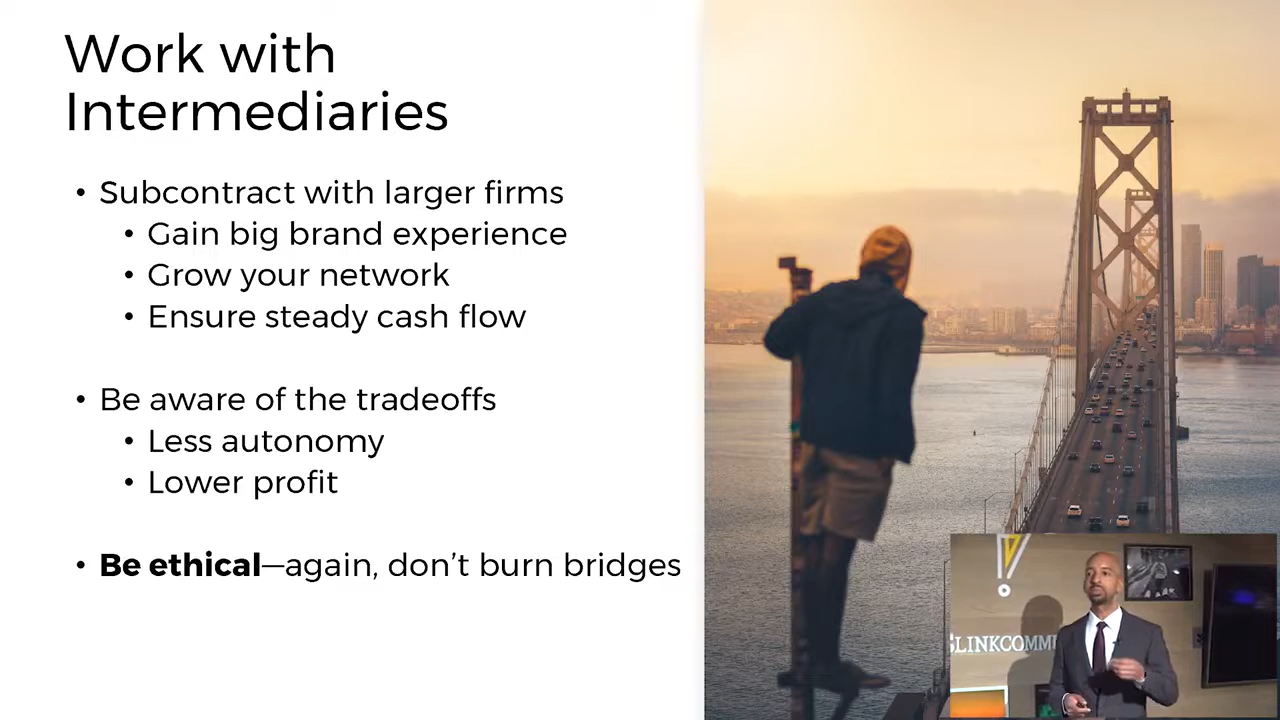 Work with
Intermediaries
• Subcontract with larger firms
• Gain big brand experience
• Grow your network
• Ensure steady cash flow
• Be aware of the tradeoffs
• Less autonomy
• Lower profit
• Be ethical—again, don’t burn bridges
LINKCOMM